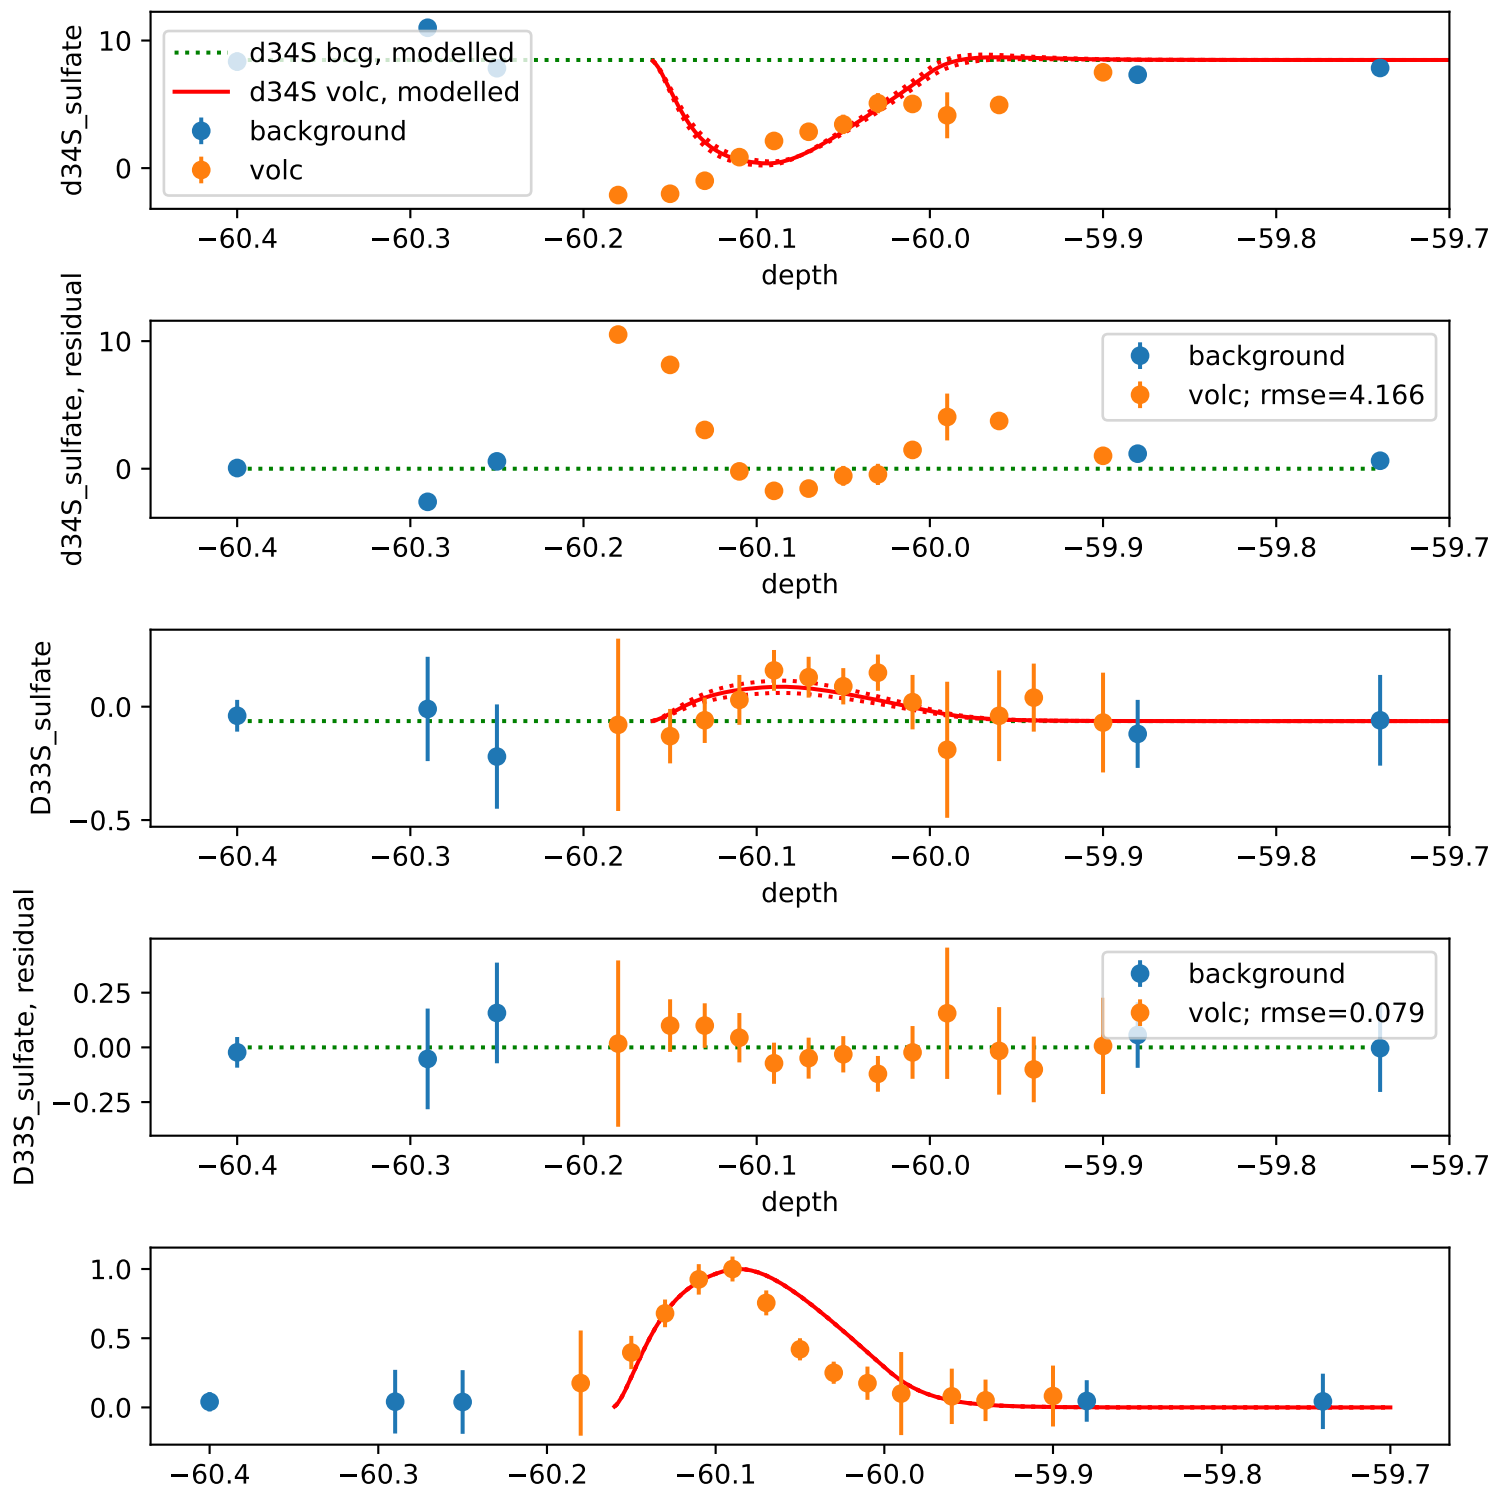 d34S_sulfate
10
0
d34S bcg, modelled
d34S volc, modelled
background
volc
−60.4 −60.3 −60.2 −60.1 −60.0 −59.9 −59.8 −59.7
depth
d34S_sulfate, residual
10
0
background
volc; rmse=4.166
−60.4 −60.3 −60.2 −60.1 −60.0 −59.9 −59.8 −59.7
depth
D33S_sulfate
0.0
−0.5
−60.4 −60.3 −60.2 −60.1 −60.0 −59.9 −59.8 −59.7
depth
D33S_sulfate, residual
0.25
0.00
−0.25
background
volc; rmse=0.079
−60.4 −60.3 −60.2 −60.1 −60.0 −59.9 −59.8 −59.7
depth
1.0
0.5
0.0
−60.4 −60.3 −60.2 −60.1 −60.0 −59.9 −59.8 −59.7